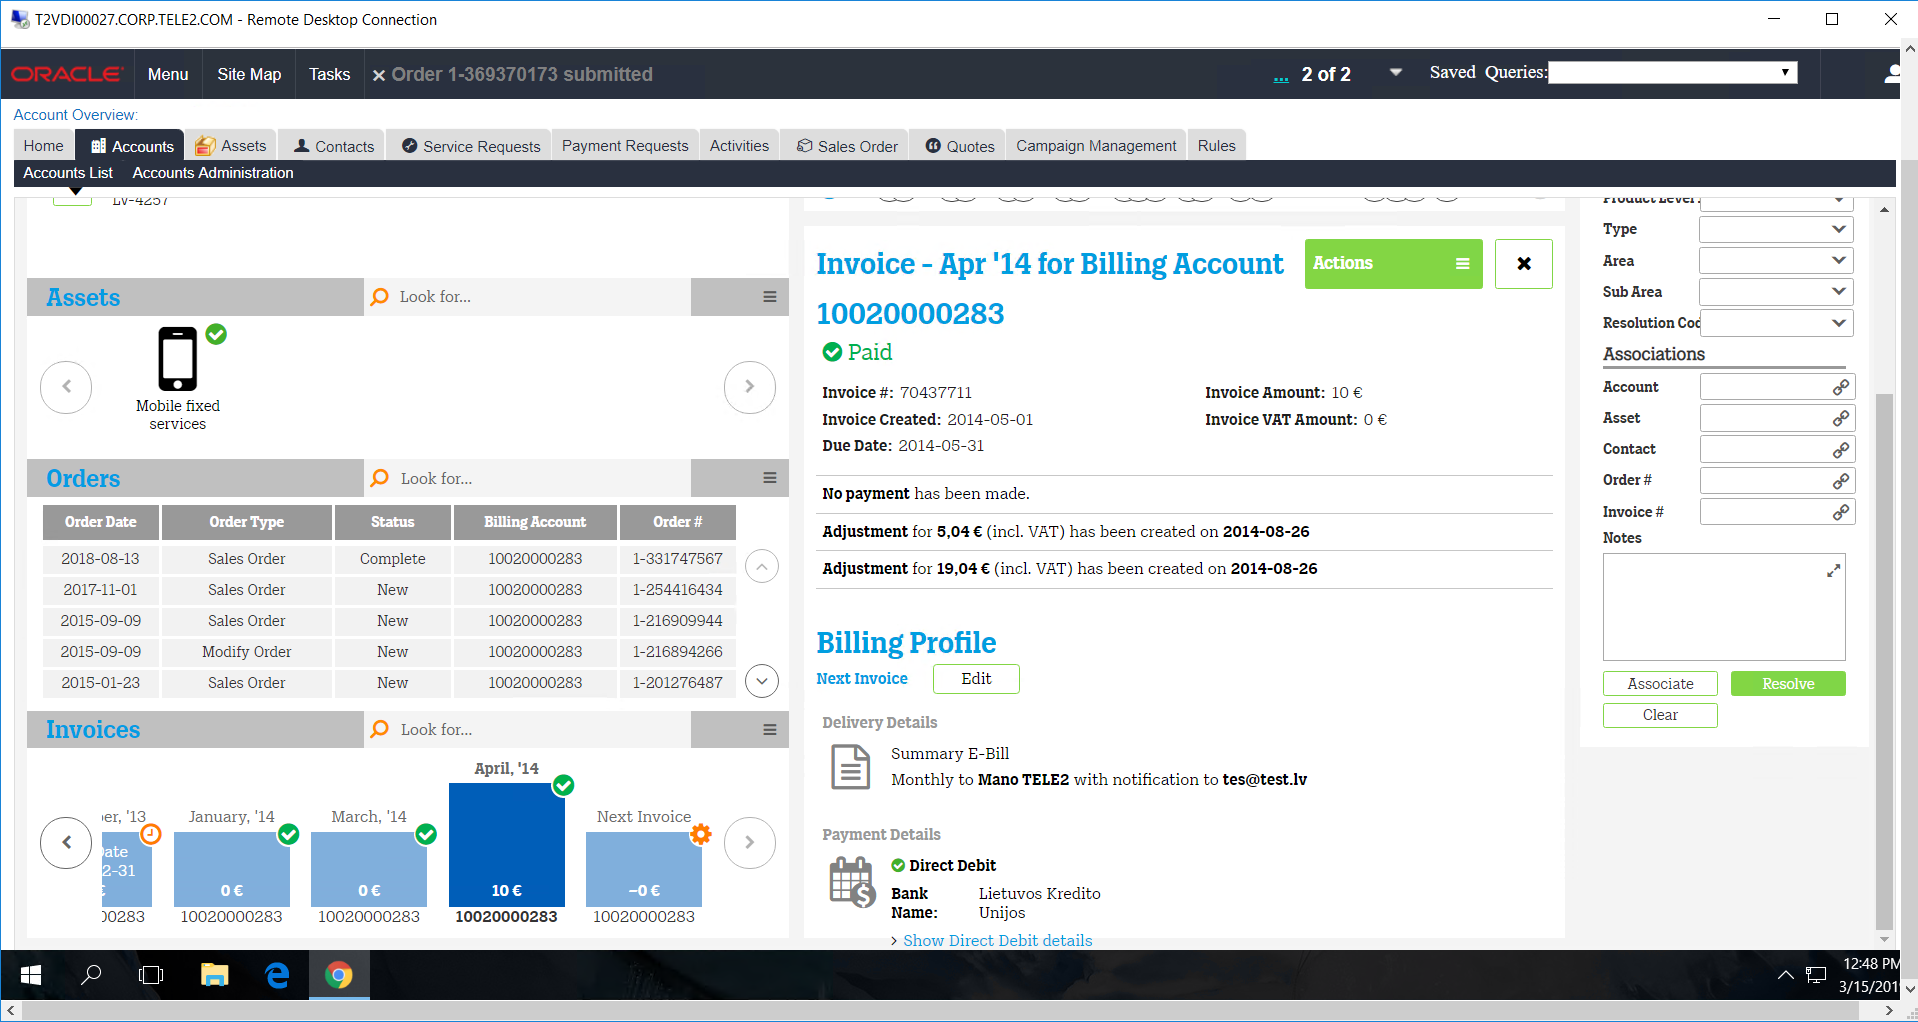 T2VDI00027.CORP.TELE2.COM - Remote Desktop Connection
ORACLE
Menu
Site Map
Tasks
× Order 1-369370173 submitted
...
2 of 2
Saved Queries:
Account Overview:
Home
Accounts
Assets
Contacts
Service Requests
Payment Requests
Activities
Sales Order
Quotes
Campaign Management
Rules
Accounts List
Accounts Administration
LV-4257
Assets
Look for...
Mobile fixed
services
Orders
Look for...
Order Date Order Type Status Billing Account Order #
2018-08-13 Sales Order Complete 10020000283 1-331747567
2017-11-01 Sales Order New 10020000283 1-254416434
2015-09-09 Sales Order New 10020000283 1-216909944
2015-09-09 Modify Order New 10020000283 1-216894266
2015-01-23 Sales Order New 10020000283 1-201276487
Invoices
Look for...
April, '14
er, '13
January, '14
March, '14
Next Invoice
ate
2-31
€
0 €
0 €
10 €
–0 €
00283
10020000283
10020000283
10020000283
10020000283
Invoice - Apr '14 for Billing Account
10020000283
Actions
Paid
Invoice #: 70437711
Invoice Amount: 10 €
Invoice Created: 2014-05-01
Invoice VAT Amount: 0 €
Due Date: 2014-05-31
No payment has been made.
Adjustment for 5,04 € (incl. VAT) has been created on 2014-08-26
Adjustment for 19,04 € (incl. VAT) has been created on 2014-08-26
Billing Profile
Next Invoice
Edit
Delivery Details
Summary E-Bill
Monthly to Mano TELE2 with notification to tes@test.lv
Payment Details
Direct Debit
Bank Name: Lietuvos Kredito Unijos
> Show Direct Debit details
Product Level
Type
Area
Sub Area
Resolution Cod
Associations
Account
Asset
Contact
Order #
Invoice #
Notes
Associate
Resolve
Clear
12:48 PM
3/15/201